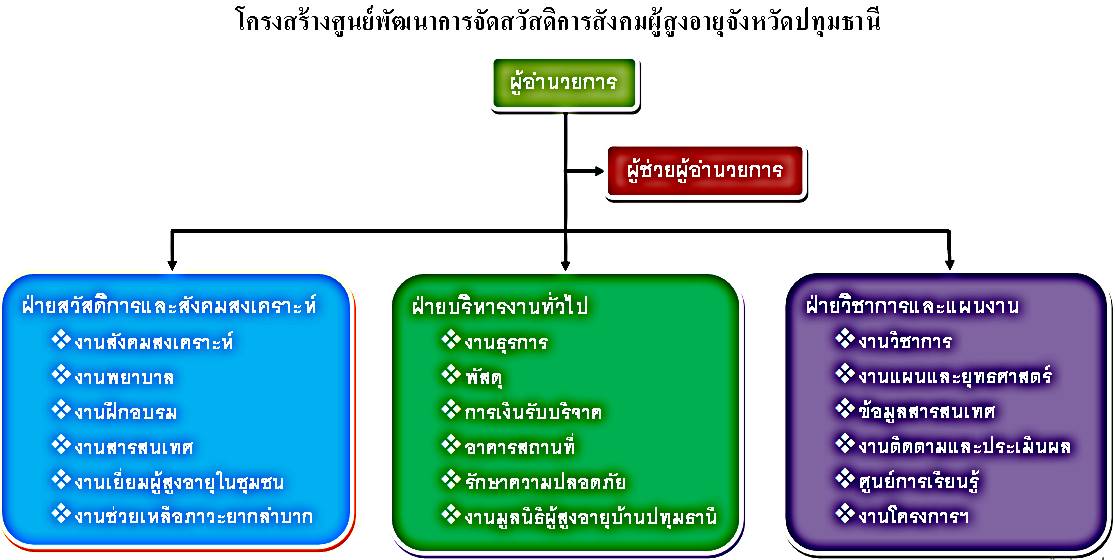 โครงสร้างศูนย์พัฒนาการจัดสวัสดิการสังคมผู้สูงอายุจังหวัดปทุมธานี
ผู้อำนวยการ
ผู้ช่วยผู้อำนวยการ
ฝ่ายสวัสดิการและสังคมสงเคราะห์
❖งานสังคมสงเคราะห์
❖งานพยาบาล
❖งานฝึกอบรม
❖งานสารสนเทศ
❖งานเยี่ยมผู้สูงอายุในชุมชน
❖งานช่วยเหลือภาวะยากลำบาก
ฝ่ายบริหารงานทั่วไป
❖งานธุรการ
❖พัสดุ
❖การเงินรับบริจาค
❖อาคารสถานที่
❖รักษาความปลอดภัย
❖งานมูลนิธิผู้สูงอายุบ้านปทุมธานี
ฝ่ายวิชาการและแผนงาน
❖งานวิชาการ
❖งานแผนและยุทธศาสตร์
❖ข้อมูลสารสนเทศ
❖งานติดตามและประเมินผล
❖ศูนย์การเรียนรู้
❖งานโครงการฯ